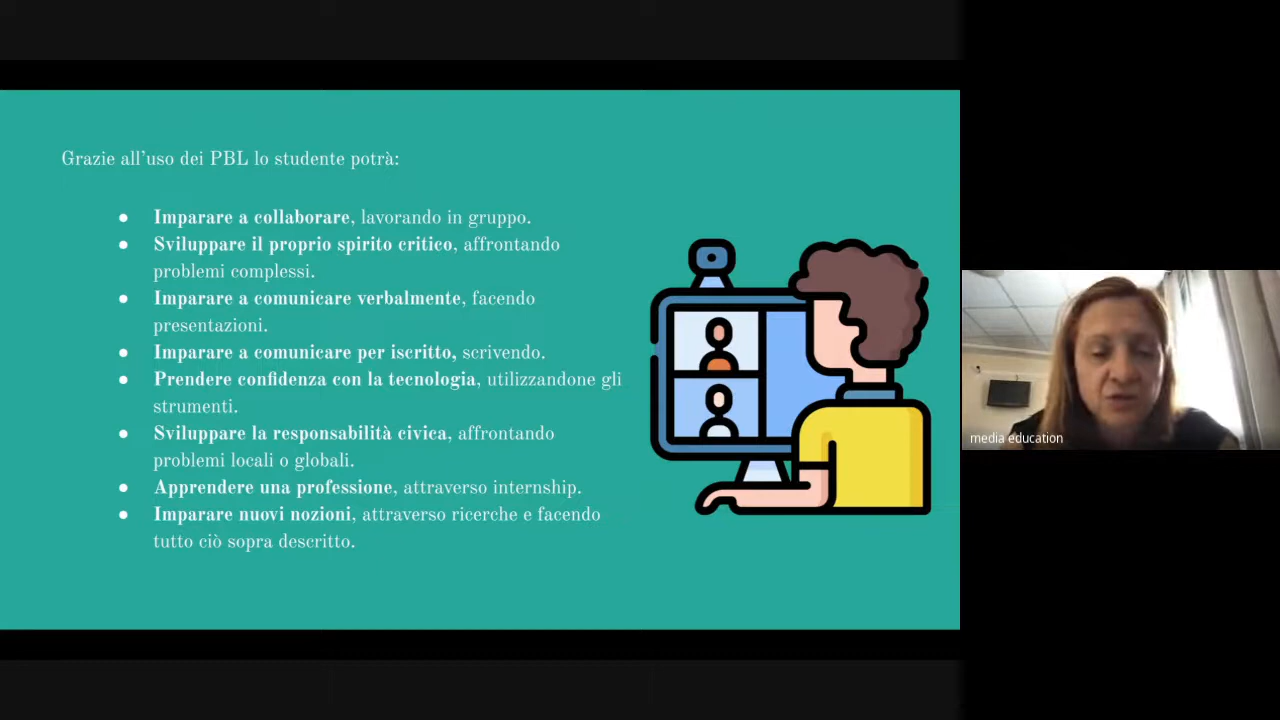 Grazie all'uso dei PBL lo studente potrà:
● Imparare a collaborare, lavorando in gruppo.
● Sviluppare il proprio spirito critico, affrontando
problemi complessi.
● Imparare a comunicare verbalmente, facendo
presentazioni.
● Imparare a comunicare per iscritto, scrivendo.
● Prendere confidenza con la tecnologia, utilizzandone gli
strumenti.
● Sviluppare la responsabilità civica, affrontando
problemi locali o globali.
● Apprendere una professione, attraverso internship.
● Imparare nuovi nozioni, attraverso ricerche e facendo
tutto ciò sopra descritto.
media education